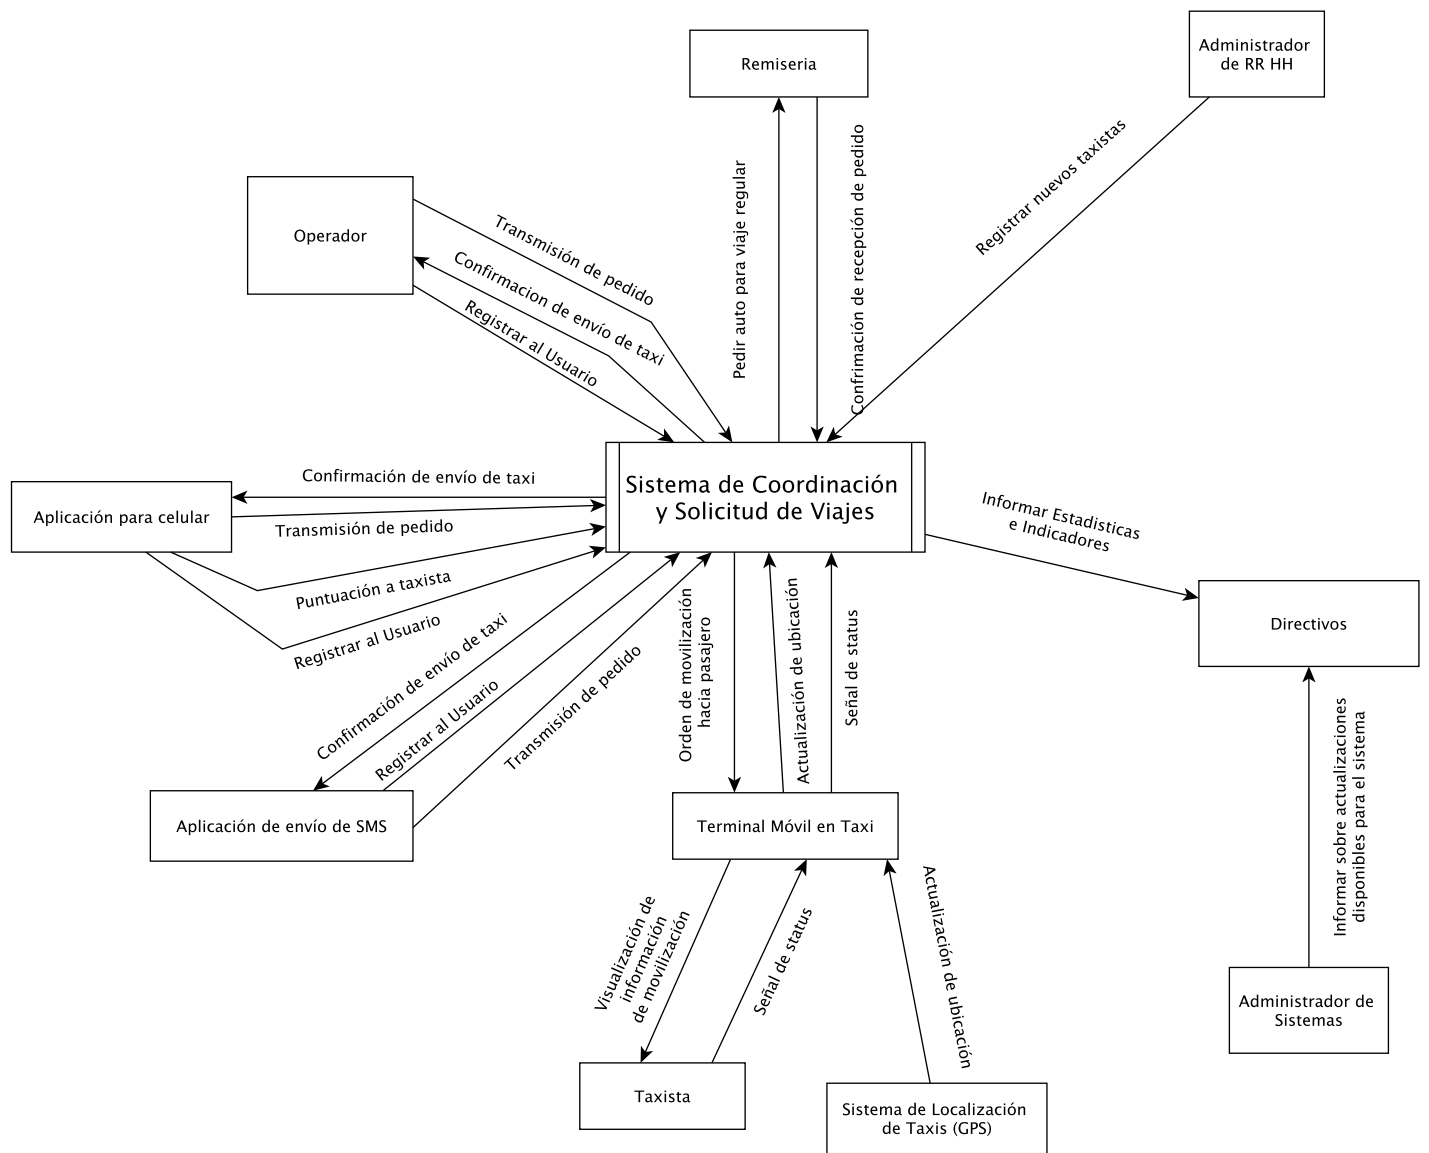 Remiseria
Administrador
de RR HH
Operador
Transmisión de pedido
Confirmacion de envío de taxi
Registrar al Usuario
Pedir auto para viaje regular
Confrimación de recepción de pedido
Registrar nuevos taxistas
Sistema de Coordinación
y Solicitud de Viajes
Aplicación para celular
Confirmación de envío de taxi
Transmisión de pedido
Puntuación a taxista
Registrar al Usuario
Informar Estadisticas
e Indicadores
Directivos
Confirmación de envío de taxi
Registrar al Usuario
Transmisión de pedido
Orden de movilización
hacia pasajero
Actualización de ubicación
Señal de status
Informar sobre actualizaciones
disponibles para el sistema
Aplicación de envío de SMS
Terminal Móvil en Taxi
Visualización de
información
de movilización
Señal de status
Actualización de ubicación
Administrador de
Sistemas
Taxista
Sistema de Localización
de Taxis (GPS)